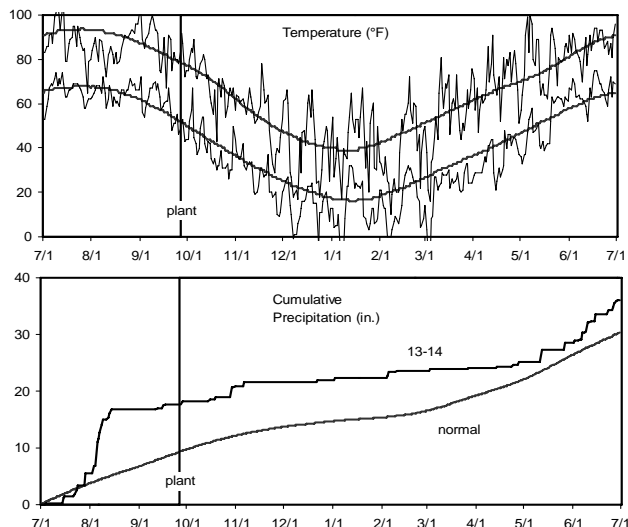 Temperature (°F)
100
80
60
40
20
0
plant
7/1 8/1 9/1 10/1 11/1 12/1 1/1 2/1 3/1 4/1 5/1 6/1 7/1
Cumulative
Precipitation (in.)
40
30
20
10
0
13-14
normal
plant
7/1 8/1 9/1 10/1 11/1 12/1 1/1 2/1 3/1 4/1 5/1 6/1 7/1